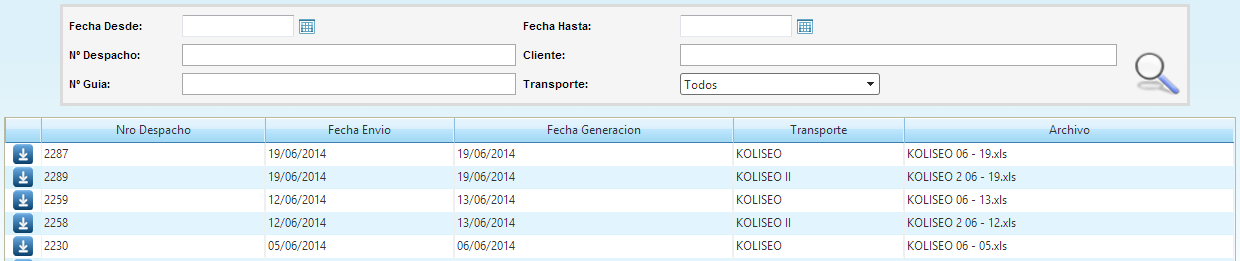 Fecha Desde: Fecha Hasta:
Nº Despacho: Cliente:
Nº Guia: Transporte: Todos
Nro Despacho Fecha Envio Fecha Generacion Transporte Archivo
2287 19/06/2014 19/06/2014 KOLISEO KOLISEO 06 - 19.xls
2289 19/06/2014 19/06/2014 KOLISEO II KOLISEO 2 06 - 19.xls
2259 12/06/2014 13/06/2014 KOLISEO KOLISEO 06 - 13.xls
2258 12/06/2014 13/06/2014 KOLISEO II KOLISEO 2 06 - 12.xls
2230 05/06/2014 06/06/2014 KOLISEO KOLISEO 06 - 05.xls